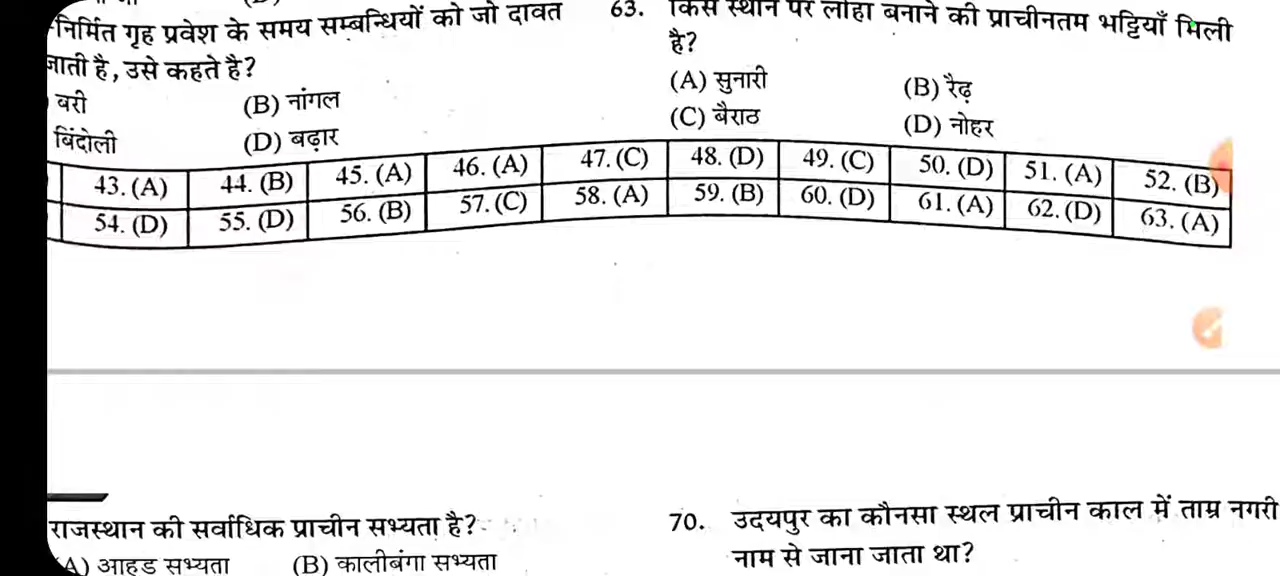 निर्मित गृह प्रवेश के समय सम्बन्धियों को जो दावत
जाती है, उसे कहते है?
बरी
(B) नांगल
बिंदोली
(D) बढ़ार
63. किस स्थान पर लोहा बनाने की प्राचीनतम भट्टियाँ मिली
है?
(A) सुनारी
(B) रैढ़
(C) बैराठ
(D) नोहर
43. (A) 44. (B) 45. (A) 46. (A) 47. (C) 48. (D) 49. (C) 50. (D) 51. (A) 52. (B)
54. (D) 55. (D) 56. (B) 57. (C) 58. (A) 59. (B) 60. (D) 61. (A) 62. (D) 63. (A)
राजस्थान की सर्वाधिक प्राचीन सभ्यता है?
(A) आहड सभ्यता
(B) कालीबंगा सभ्यता
70. उदयपुर का कौनसा स्थल प्राचीन काल में ताम्र नगरी
नाम से जाना जाता था?